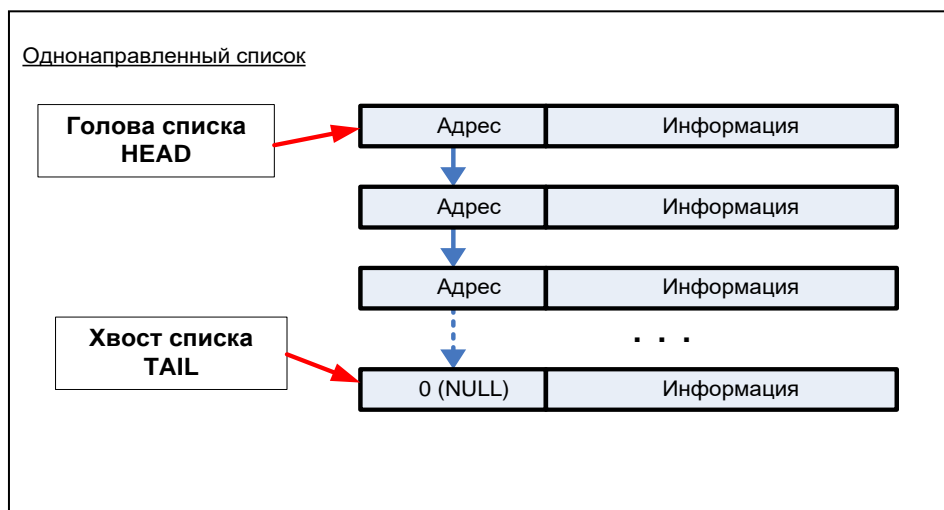 Однонаправленный список
Голова списка
HEAD
Адрес Информация
Адрес Информация
Адрес Информация
Хвост списка
TAIL
. . .
0 (NULL) Информация